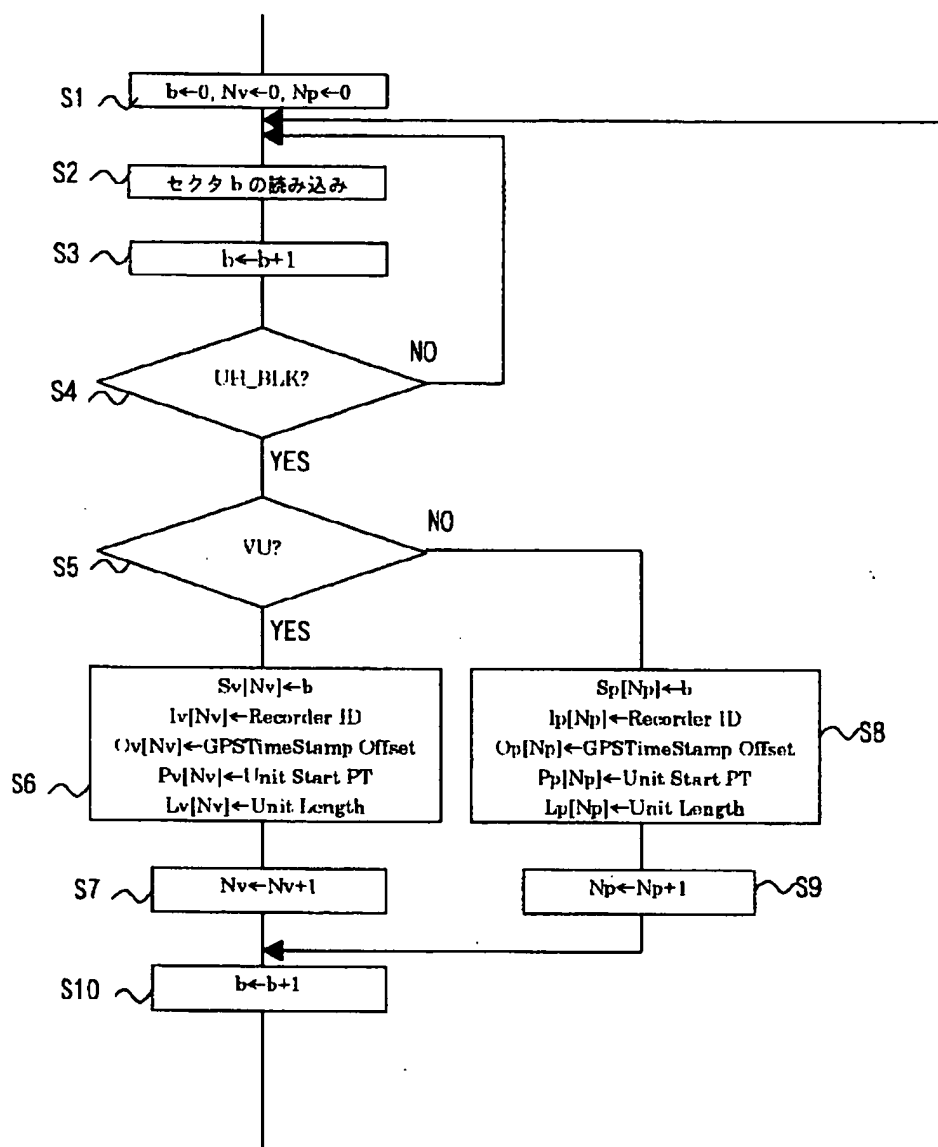 S1
b←0, Nv←0, Np←0
S2
セクタ b の読み込み
S3
b←b+1
S4
UH_BLK?
NO
YES
S5
VU?
NO
YES
S6
Sv[Nv]←b
Iv[Nv]←Recorder ID
Ov[Nv]←GPSTimeStamp Offset
Pv[Nv]←Unit Start PT
Lv[Nv]←Unit Length
S8
Sp[Np]←b
Ip[Np]←Recorder ID
Op[Np]←GPSTimeStamp Offset
Pp[Np]←Unit Start PT
Lp[Np]←Unit Length
S7
Nv←Nv+1
Np←Np+1
S9
S10
b←b+1